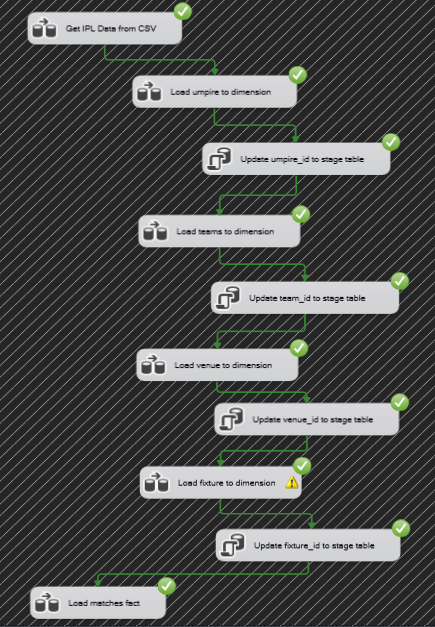 Get IPL Data from CSV
Load umpire to dimension
Update umpire_id to stage table
Load teams to dimension
Update team_id to stage table
Load venue to dimension
Update venue_id to stage table
Load fixture to dimension
Update fixture_id to stage table
Load matches fact